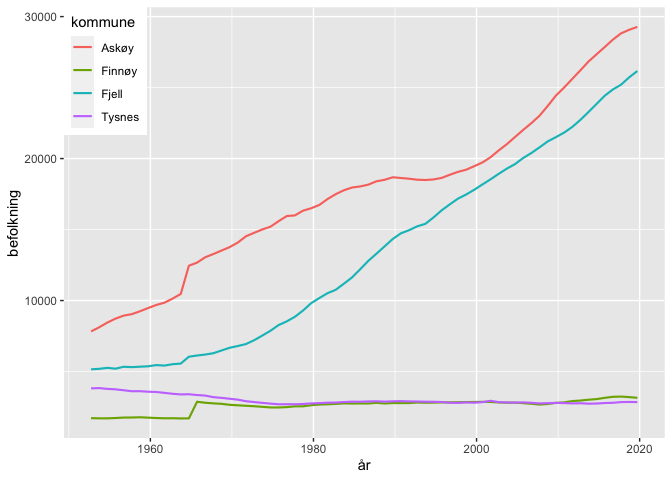 kommune
Askøy
Finnøy
Fjell
Tysnes
30000
20000
10000
befolkning
1960
1980
2000
2020
år